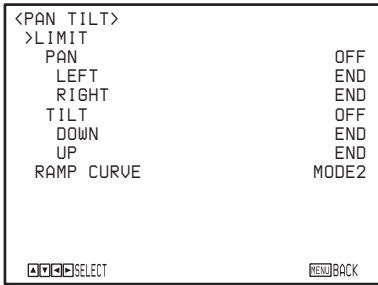 <PAN TILT>
>LIMIT
PAN OFF
LEFT END
RIGHT END
TILT OFF
DOWN END
UP END
RAMP CURVE MODE2
▲▼◀▶SELECT MENU BACK